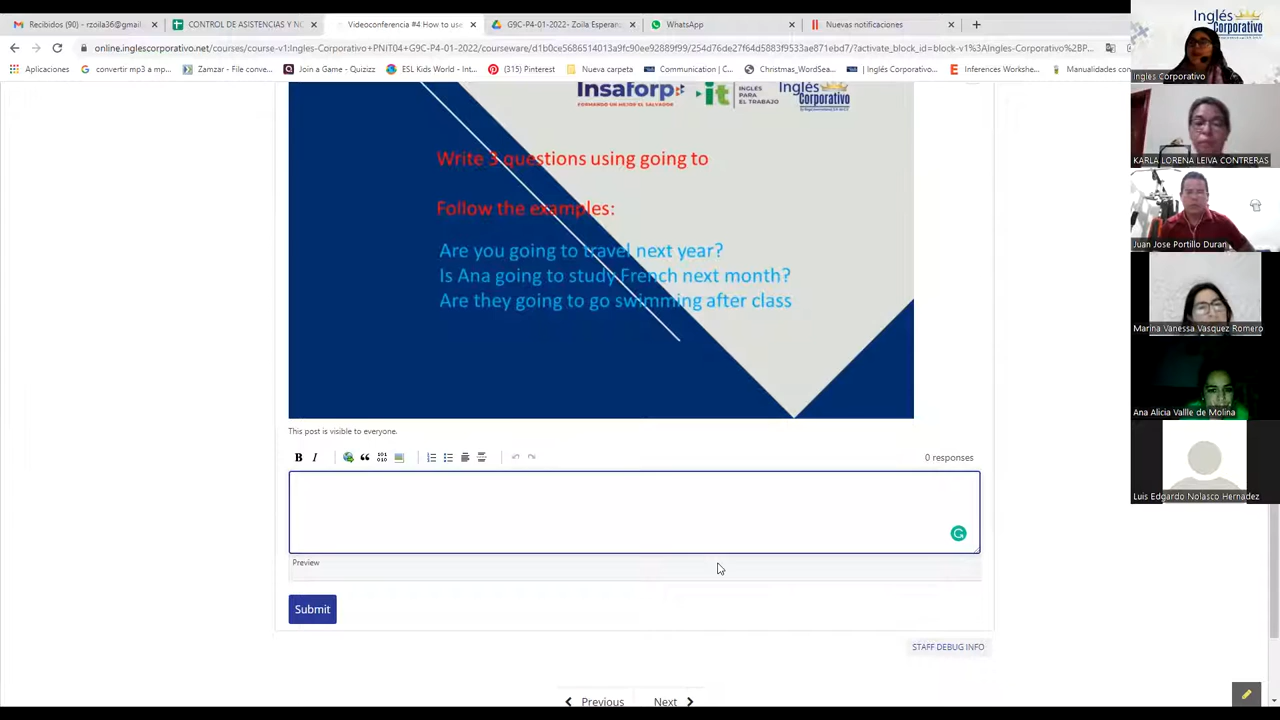 Recibidos (90) - rzoila36@gmail
CONTROL DE ASISTENCIAS Y NO
Videoconferencia #4 How to use
G9C-P4-01-2022- Zoila Esperan
WhatsApp
Nuevas notificaciones
Aplicaciones
convertir mp3 a mp...
Zamzar - File conve...
Join a Game - Quizizz
ESL Kids World - Int...
(315) Pinterest
Nueva carpeta
Communication | C...
Christmas_WordSea...
| Inglés Corporativo...
Inferences Workshe...
Manualidades con
Insaforp
FORMANDO UN MEJOR EL SALVADOR
it
INGLÉS
PARA
EL TRABAJO
Inglés
Corporativo
Write 3 questions using going to
Follow the examples:
Are you going to travel next year?
Is Ana going to study French next month?
Are they going to go swimming after class
This post is visible to everyone.
B I
0 responses
Preview
Submit
STAFF DEBUG INFO
Previous
Next
Inglés
Corporativo
Ingles Corporativo
KARLA LORENA LEIVA CONTRERAS
Juan Jose Portillo Duran
Marina Vanessa Vasquez Romero
Ana Alicia Vallle de Molina
Luis Edgardo Nolasco Hernadez